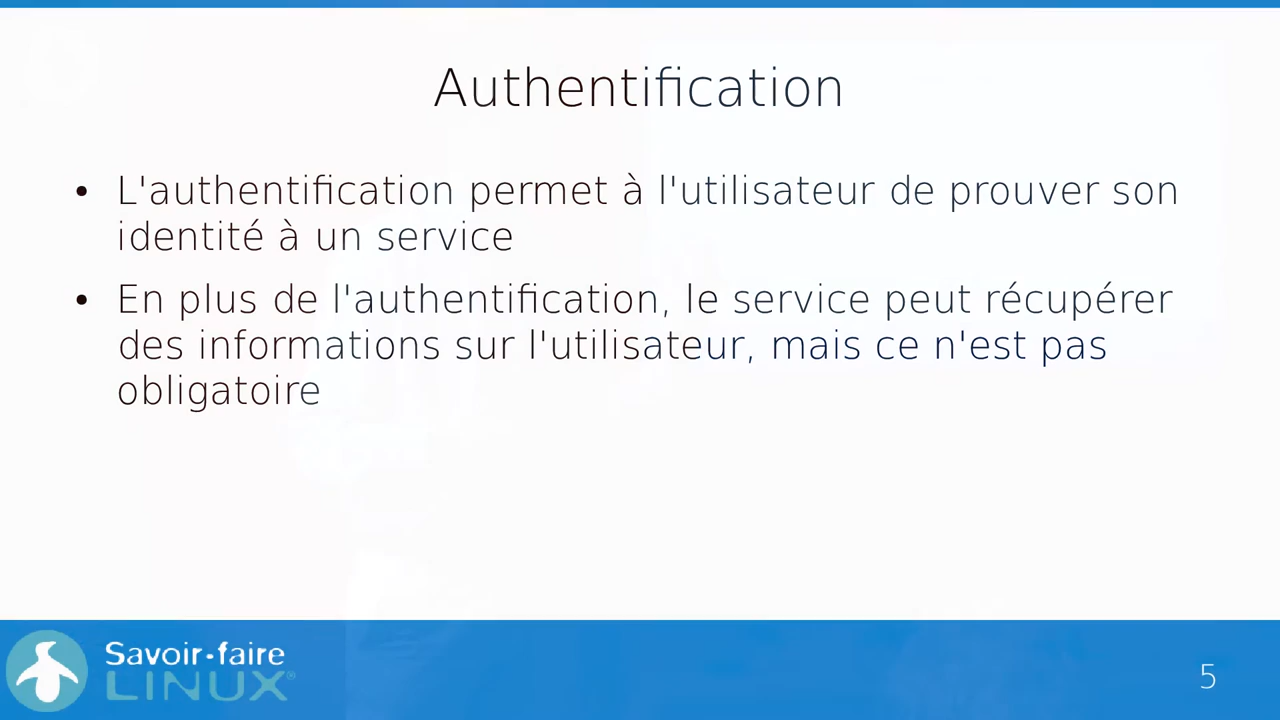 Authentification
• L'authentification permet à l'utilisateur de prouver son
identité à un service
• En plus de l'authentification, le service peut récupérer
des informations sur l'utilisateur, mais ce n'est pas
obligatoire
Savoir-faire
LINUX®
5